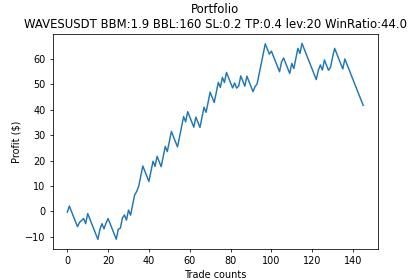 Portfolio
WAVESUSDT BBM:1.9 BBL:160 SL:0.2 TP:0.4 lev:20 WinRatio:44.0
60
50
40
30
20
10
0
−10
Profit ($)
0 20 40 60 80 100 120 140
Trade counts